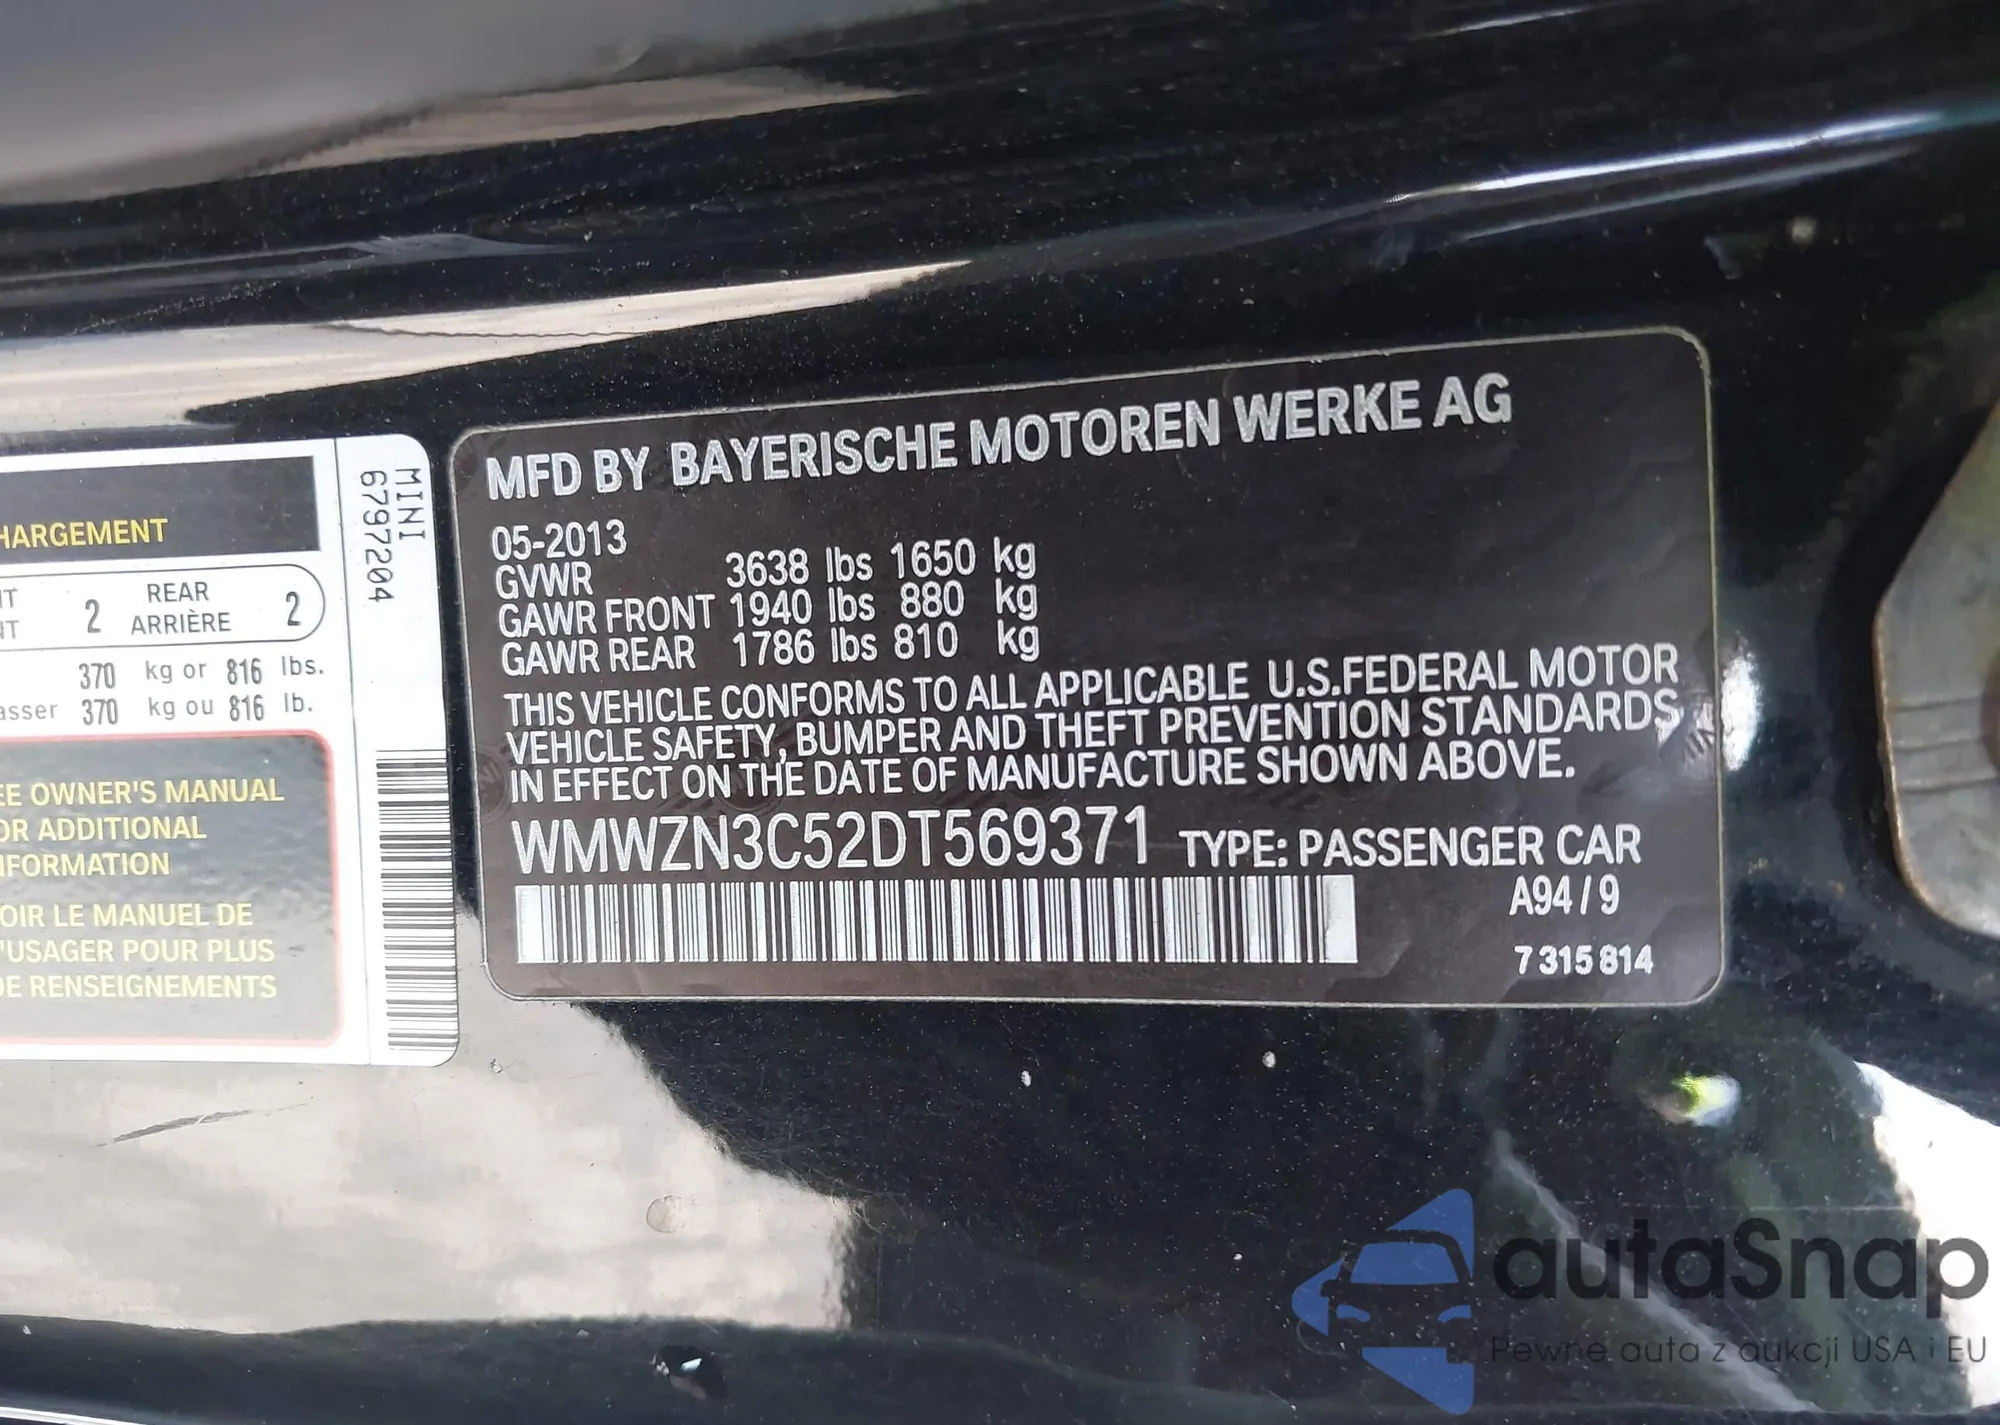 HARGEMENT
2
REAR
ARRIÈRE
2
370 kg or 816 lbs.
asser 370 kg ou 816 lb.
EE OWNER'S MANUAL
OR ADDITIONAL
NFORMATION
OIR LE MANUEL DE
'USAGER POUR PLUS
DE RENSEIGNEMENTS
MINI
6797204
MFD BY BAYERISCHE MOTOREN WERKE AG
05-2013
GVWR 3638 lbs 1650 kg
GAWR FRONT 1940 lbs 880 kg
GAWR REAR 1786 lbs 810 kg
THIS VEHICLE CONFORMS TO ALL APPLICABLE U.S.FEDERAL MOTOR
VEHICLE SAFETY, BUMPER AND THEFT PREVENTION STANDARDS
IN EFFECT ON THE DATE OF MANUFACTURE SHOWN ABOVE.
WMWZN3C52DT569371 TYPE: PASSENGER CAR
A94 / 9
7 315 814
autaSnap
Pewne auta z aukcji USA i EU